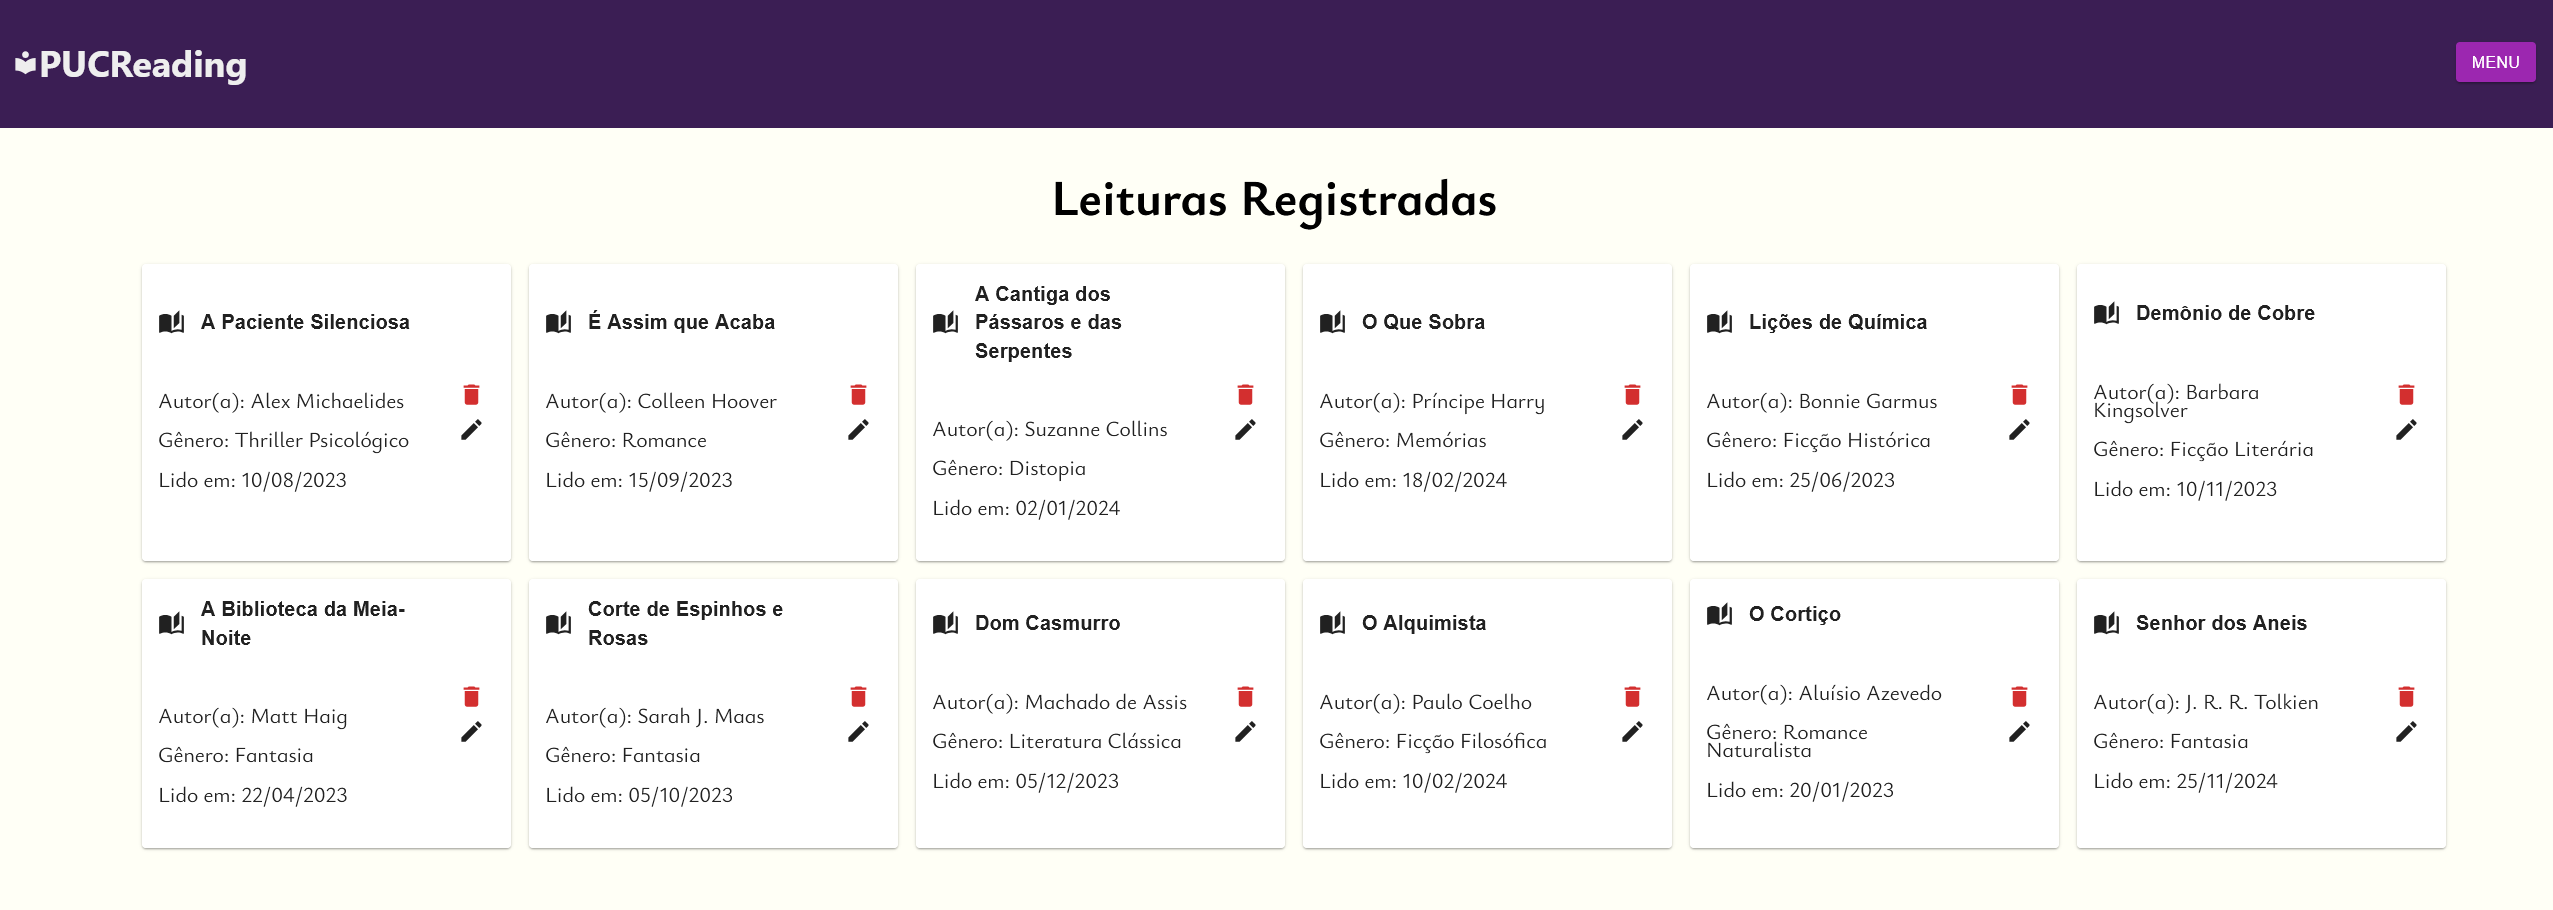 PUCReading
MENU
Leituras Registradas
A Paciente Silenciosa
Autor(a): Alex Michaelides
Gênero: Thriller Psicológico
Lido em: 10/08/2023
É Assim que Acaba
Autor(a): Colleen Hoover
Gênero: Romance
Lido em: 15/09/2023
A Cantiga dos
Pássaros e das
Serpentes
Autor(a): Suzanne Collins
Gênero: Distopia
Lido em: 02/01/2024
O Que Sobra
Autor(a): Príncipe Harry
Gênero: Memórias
Lido em: 18/02/2024
Lições de Química
Autor(a): Bonnie Garmus
Gênero: Ficção Histórica
Lido em: 25/06/2023
Demônio de Cobre
Autor(a): Barbara
Kingsolver
Gênero: Ficção Literária
Lido em: 10/11/2023
A Biblioteca da Meia-
Noite
Autor(a): Matt Haig
Gênero: Fantasia
Lido em: 22/04/2023
Corte de Espinhos e
Rosas
Autor(a): Sarah J. Maas
Gênero: Fantasia
Lido em: 05/10/2023
Dom Casmurro
Autor(a): Machado de Assis
Gênero: Literatura Clássica
Lido em: 05/12/2023
O Alquimista
Autor(a): Paulo Coelho
Gênero: Ficção Filosófica
Lido em: 10/02/2024
O Cortiço
Autor(a): Aluísio Azevedo
Gênero: Romance
Naturalista
Lido em: 20/01/2023
Senhor dos Aneis
Autor(a): J. R. R. Tolkien
Gênero: Fantasia
Lido em: 25/11/2024